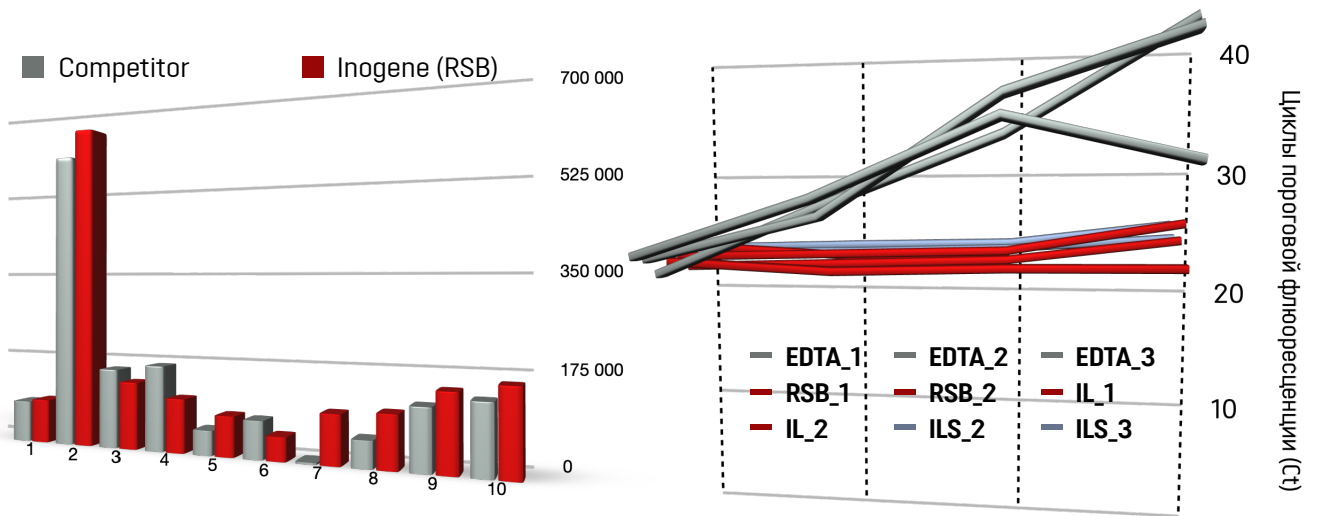 Competitor
Inogene (RSB)
700 000
525 000
350 000
175 000
0
1
2
3
4
5
6
7
8
9
10
40
30
20
10
Циклы пороговой флюоресценции (Ct)
EDTA_1
EDTA_2
EDTA_3
RSB_1
RSB_2
IL_1
IL_2
ILS_2
ILS_3